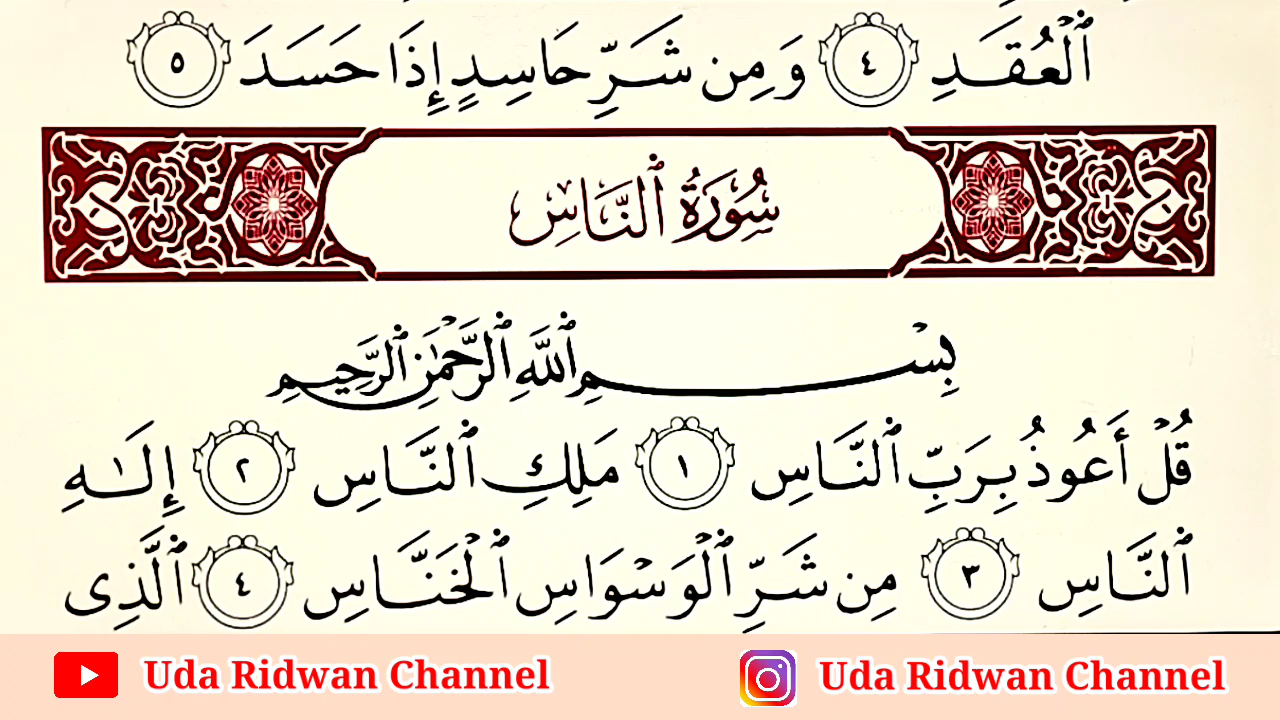 ٱلْعُقَدِ ٤ وَمِن شَرِّ حَاسِدٍ إِذَا حَسَدَ ٥
سُورَةُ ٱلنَّاسِ
بِسْمِ ٱللَّهِ ٱلرَّحْمَٰنِ ٱلرَّحِيمِ
قُلْ أَعُوذُ بِرَبِّ ٱلنَّاسِ ١ مَلِكِ ٱلنَّاسِ ٢ إِلَٰهِ
ٱلنَّاسِ ٣ مِن شَرِّ ٱلْوَسْوَاسِ ٱلْخَنَّاسِ ٤ ٱلَّذِى
Uda Ridwan Channel Uda Ridwan Channel